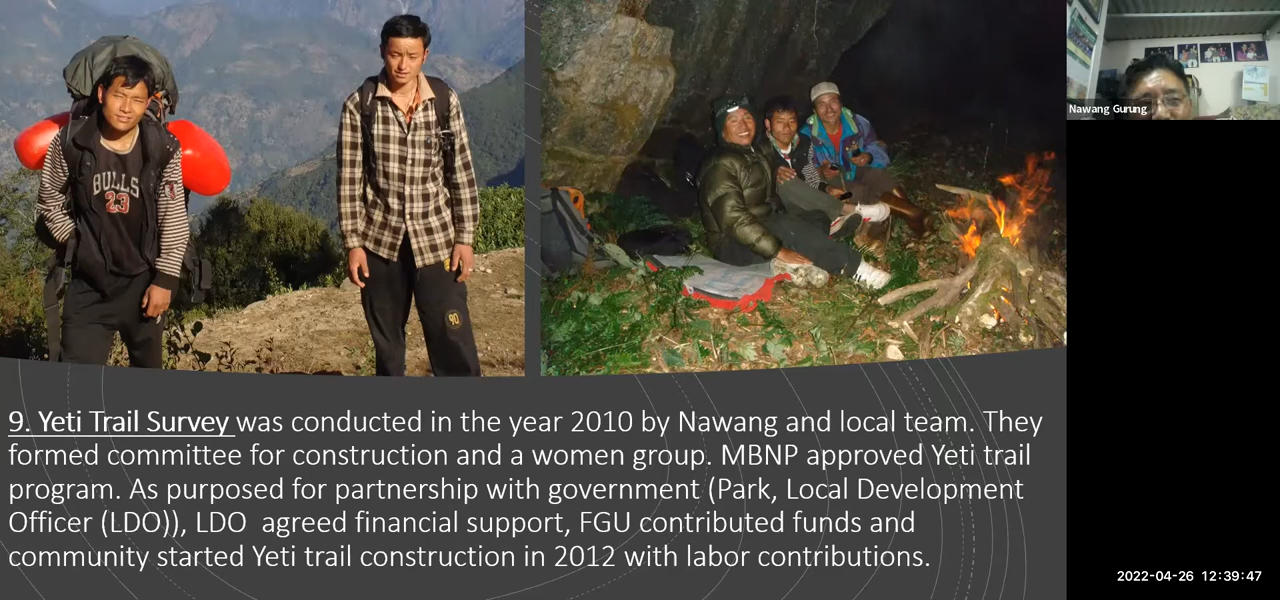 BULLS
23
90
Nawang Gurung
9. Yeti Trail Survey was conducted in the year 2010 by Nawang and local team. They
formed committee for construction and a women group. MBNP approved Yeti trail
program. As purposed for partnership with government (Park, Local Development
Officer (LDO)), LDO agreed financial support, FGU contributed funds and
community started Yeti trail construction in 2012 with labor contributions.
2022-04-26 12:39:47